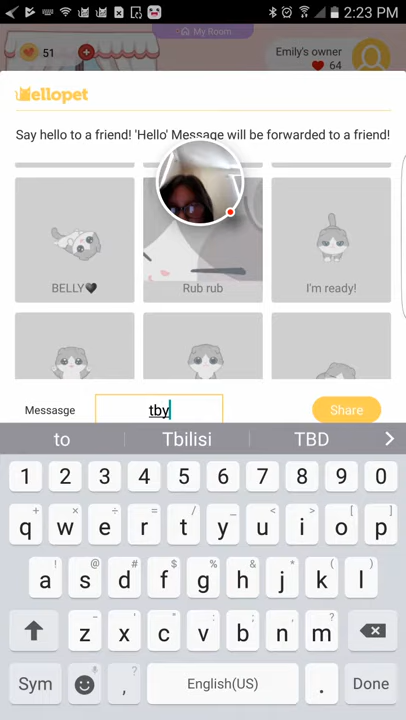 2:23 PM
My Room
51
Emily's owner
64
Hellopet
Say hello to a friend! 'Hello' Message will be forwarded to a friend!
BELLY🖤
Rub rub
I'm ready!
Messasge
tby
Share
to
Tbilisi
TBD
1 2 3 4 5 6 7 8 9 0
+ × ÷ = / _ < > [ ]
q w e r t y u i o p
@ # $ % ^ & * ( )
a s d f g h j k l
- ' " : ; ! ?
z x c v b n m
Sym , English(US) . Done